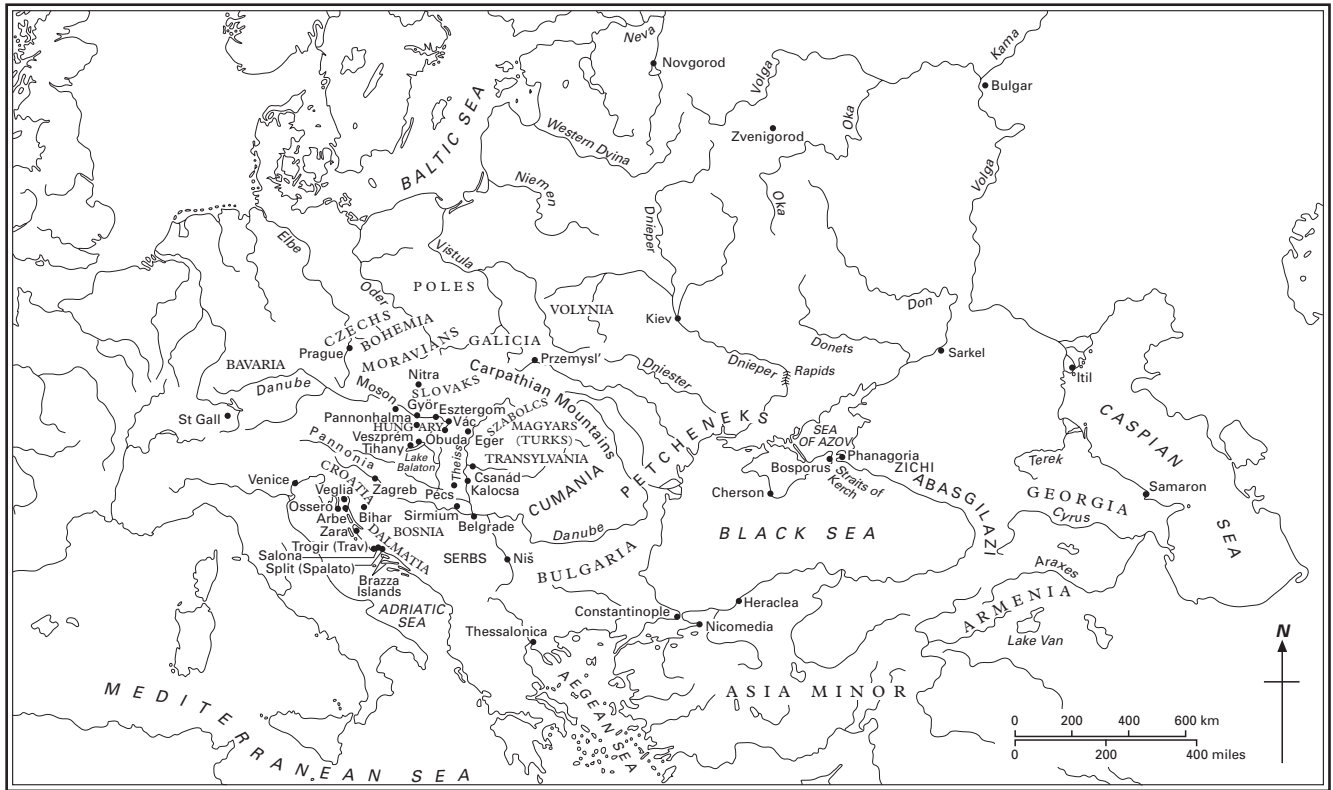 Neva
Novgorod
Volga
Kama
Bulgar
Zvenigorod
Oka
Western Dvina
BALTIC SEA
Niemen
Dnieper
Oka
Volga
Elbe
Vistula
Oder
POLES
VOLYNIA
Kiev
Don
CZECHS
BOHEMIA
MORAVIANS
GALICIA
Prague
Przemysl'
Donets
Sarkel
BAVARIA
Danube
Nitra
SLOVAKS
Carpathian Mountains
Dniester
Dnieper
Rapids
Itil
St Gall
Moson
Györ
Esztergom
Pannonhalma
Vác
SZABOLCS
HUNGARY
MAGYARS
(TURKS)
Veszprém
Óbuda
Eger
Tihany
Lake
Balaton
Theiss
TRANSYLVANIA
PETCHENEKS
SEA
OF AZOV
Phanagoria
Bosporus
ZICHI
Straits of
Kerch
CASPIAN
SEA
Terek
Pannonia
Csanád
Kalocsa
CUMANIA
Cherson
ABASGILAZI
GEORGIA
Samaron
Venice
CROATIA
Zagreb
Pécs
Veglia
Ossero
Arbe
Bihar
Sirmium
Belgrade
Zara
BOSNIA
DALMATIA
Danube
BLACK SEA
Cyrus
Trogir (Trav)
Salona
Split (Spalato)
SERBS
Niš
BULGARIA
Araxes
Brazza
Islands
ADRIATIC
SEA
Constantinople
Heraclea
Nicomedia
ARMENIA
Lake Van
Thessalonica
AEGEAN SEA
ASIA MINOR
MEDITERRANEAN SEA
N
0 200 400 600 km
0 200 400 miles